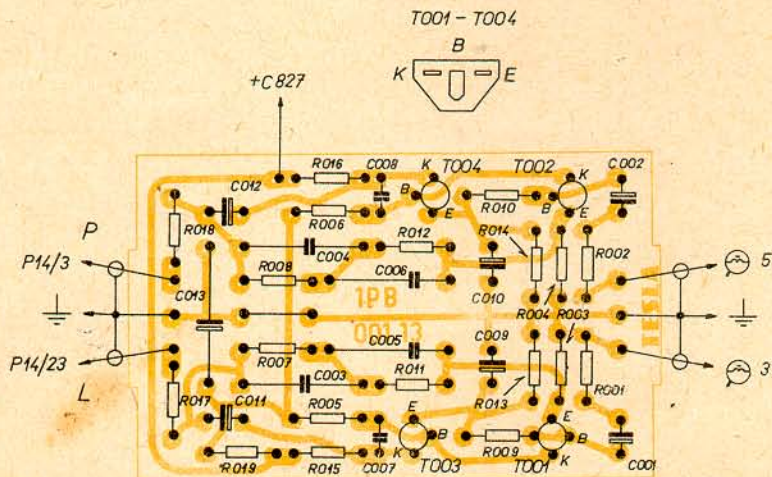 T001 - T004
B
K E
+C827
R016 C008 K T004 T002 K C002
C012 B B
R018 R006 E R010 E
P R012 R014 R002
P14/3 C004 5
R008 C006
C013 1PB C010 R004 R003
001 13 TESLA
C005 C009
P14/23 R007 3
L C003 R011 R013 R001
R017 C011 R005 E E
B B
R019 R015 C007 K T003 R009 T001 K C001